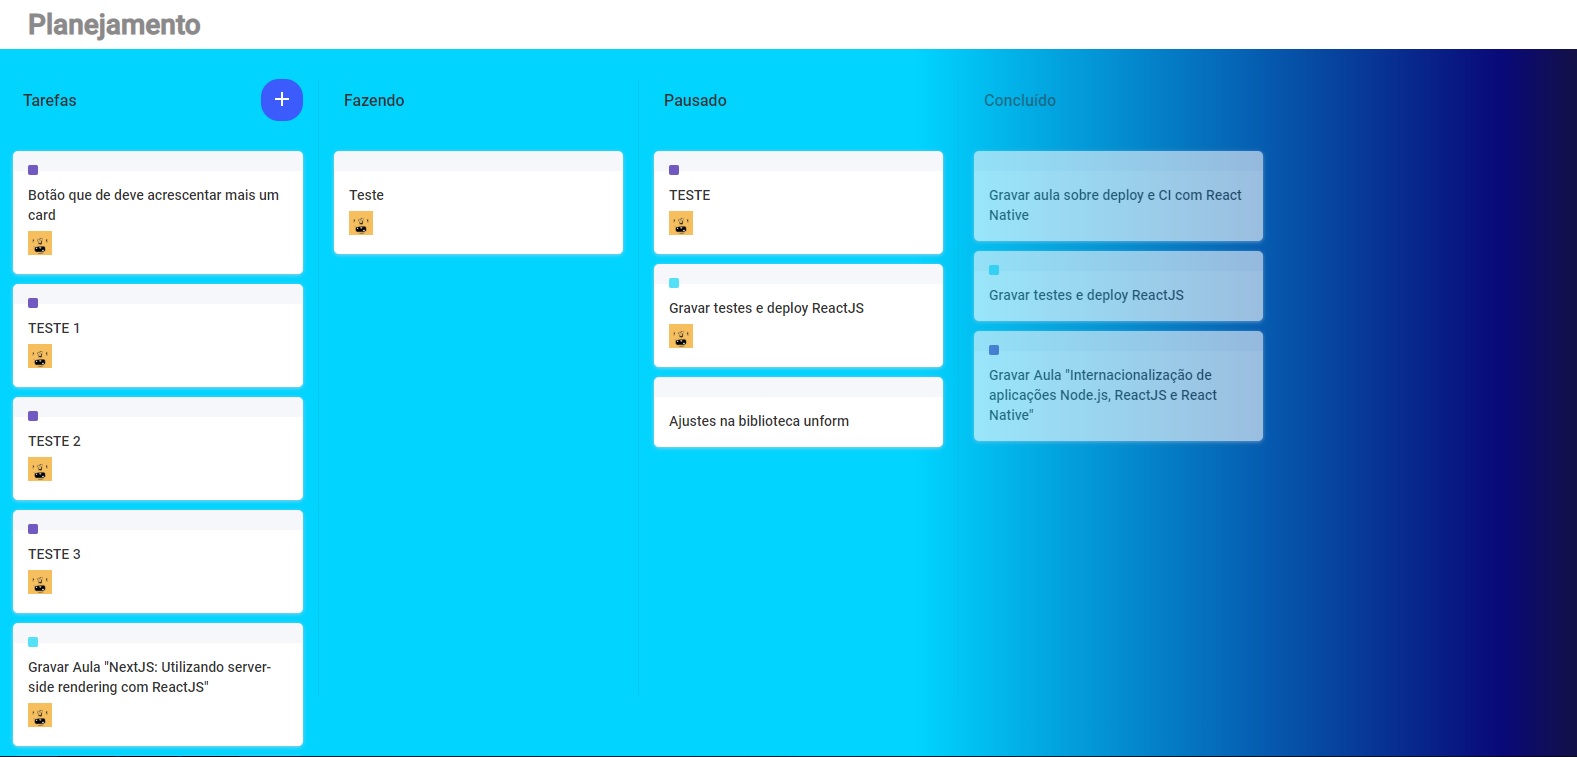 Planejamento
Tarefas
Botão que de deve acrescentar mais um
card
TESTE 1
TESTE 2
TESTE 3
Gravar Aula "NextJS: Utilizando server-
side rendering com ReactJS"
Fazendo
Teste
Pausado
TESTE
Gravar testes e deploy ReactJS
Ajustes na biblioteca unform
Concluído
Gravar aula sobre deploy e CI com React
Native
Gravar testes e deploy ReactJS
Gravar Aula "Internacionalização de
aplicações Node.js, ReactJS e React
Native"